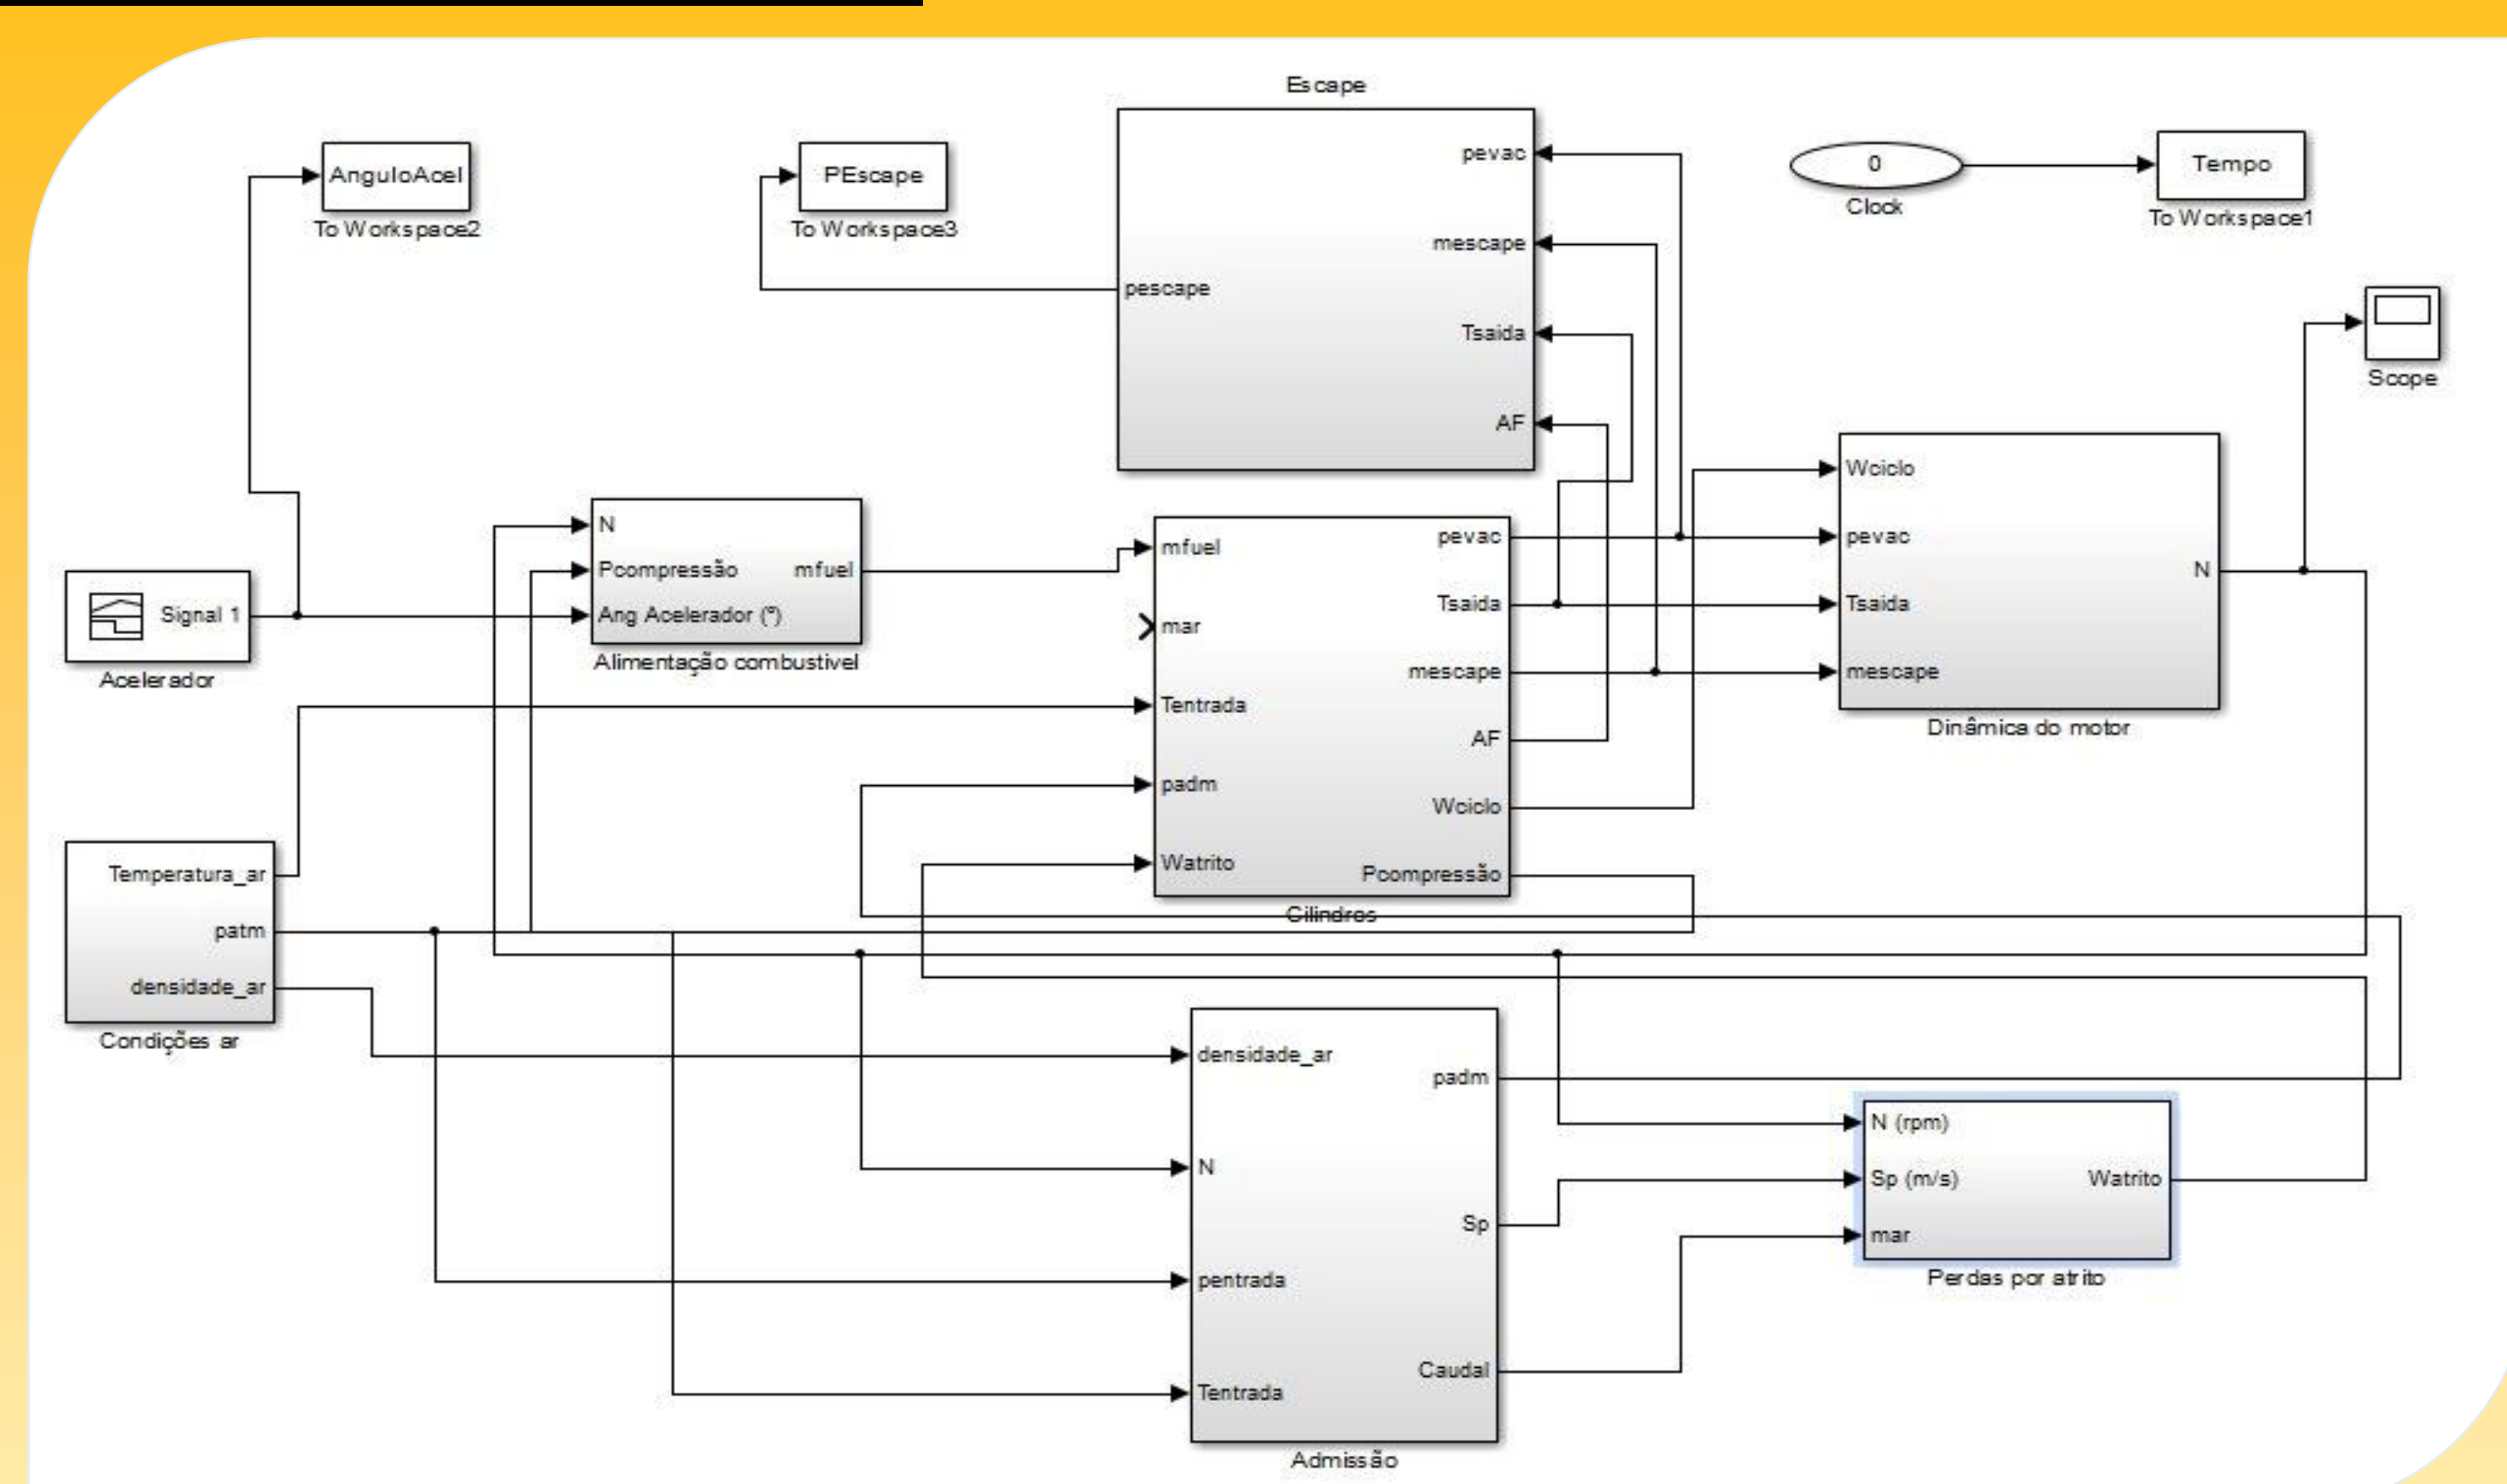 Escape
pevac
mescape
pescape
Tsaida
AF
AnguloAcel
To Workspace2
PEscape
To Workspace3
0
Clock
Tempo
To Workspace1
Scope
Signal 1
Acelerador
N
Pcompressão
mfuel
Ang Acelerador (º)
Alimentação combustivel
mfuel
mar
Tentrada
padm
Watrito
pevac
Tsaida
mescape
AF
Wciclo
Pcompressão
Cilindros
Wciclo
pevac
Tsaida
mescape
N
Dinâmica do motor
Temperatura_ar
patm
densidade_ar
Condições ar
densidade_ar
N
pentrada
Tentrada
padm
Sp
Caudal
Admissão
N (rpm)
Sp (m/s)
mar
Watrito
Perdas por atrito